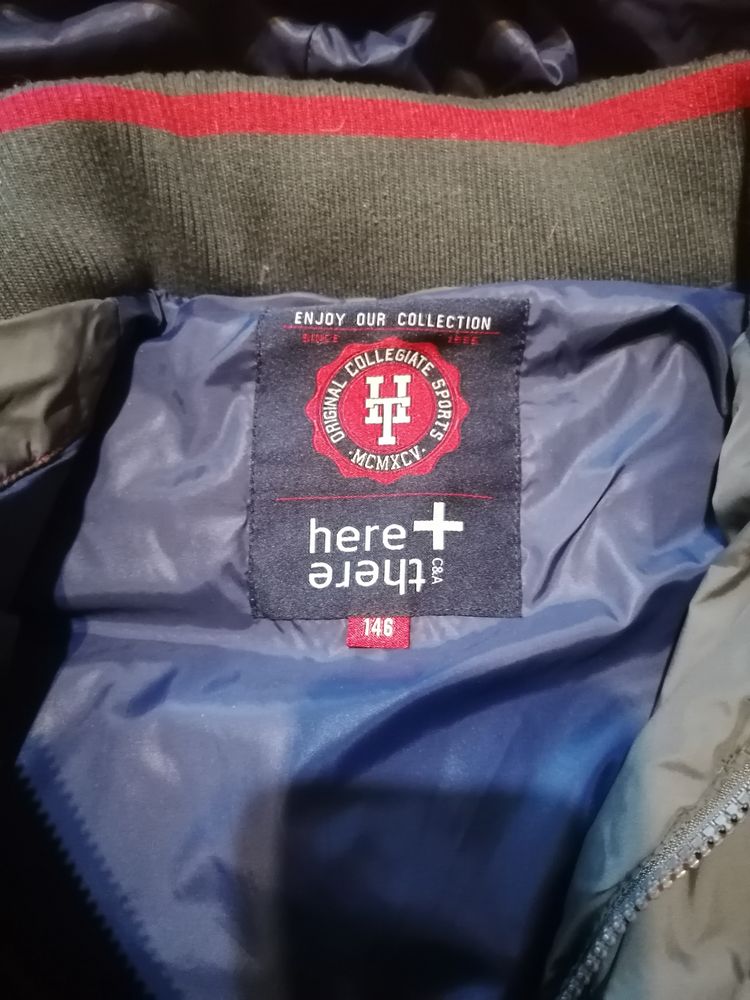 ENJOY OUR COLLECTION
SINCE 1995
ORIGINAL COLLEGIATE SPORTS
HT
·MCMXCV·
here+
there
C&A
146